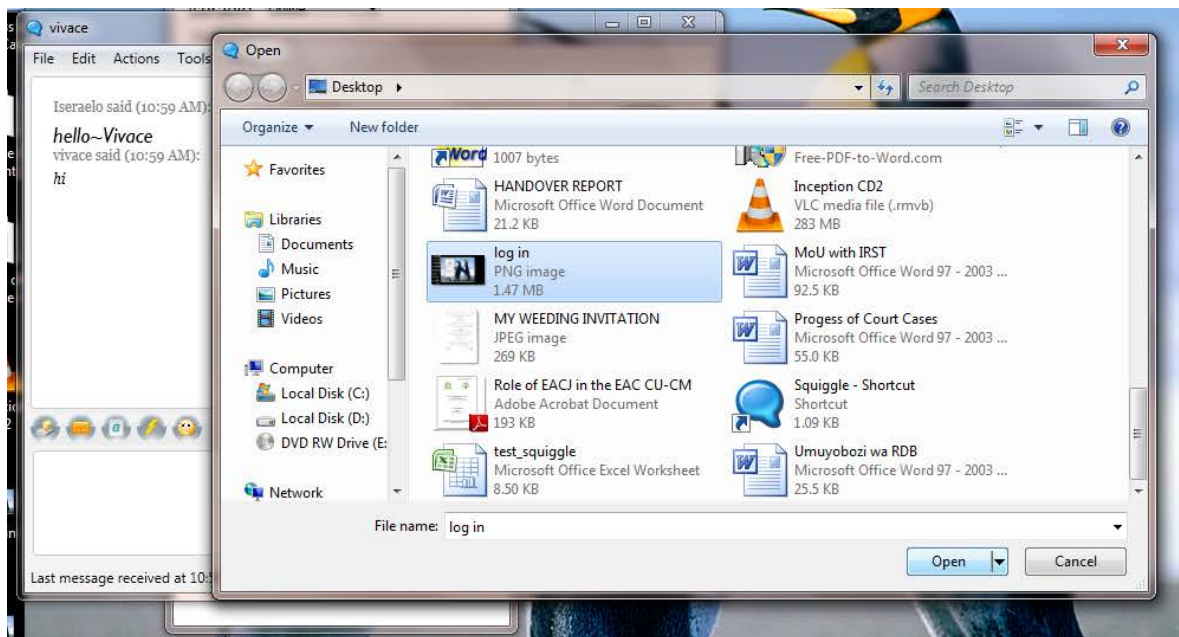 vivace
File Edit Actions Tools
Iseraelo said (10:59 AM):
hello~Vivace
vivace said (10:59 AM):
hi
Last message received at
Open
Desktop
Search Desktop
Organize New folder
Favorites
Libraries
Documents
Music
Pictures
Videos
Computer
Local Disk (C:)
Local Disk (D:)
DVD RW Drive (E:
Network
Word 1007 bytes
HANDOVER REPORT
Microsoft Office Word Document
21.2 KB
log in
PNG image
1.47 MB
MY WEEDING INVITATION
JPEG image
269 KB
Role of EACJ in the EAC CU-CM
Adobe Acrobat Document
193 KB
test_squiggle
Microsoft Office Excel Worksheet
8.50 KB
Free-PDF-to-Word.com
Inception CD2
VLC media file (.rmvb)
283 MB
MoU with IRST
Microsoft Office Word 97 - 2003 ...
92.5 KB
Progess of Court Cases
Microsoft Office Word 97 - 2003 ...
55.0 KB
Squiggle - Shortcut
Shortcut
1.09 KB
Umuyobozi wa RDB
Microsoft Office Word 97 - 2003 ...
25.5 KB
File name: log in
Open Cancel